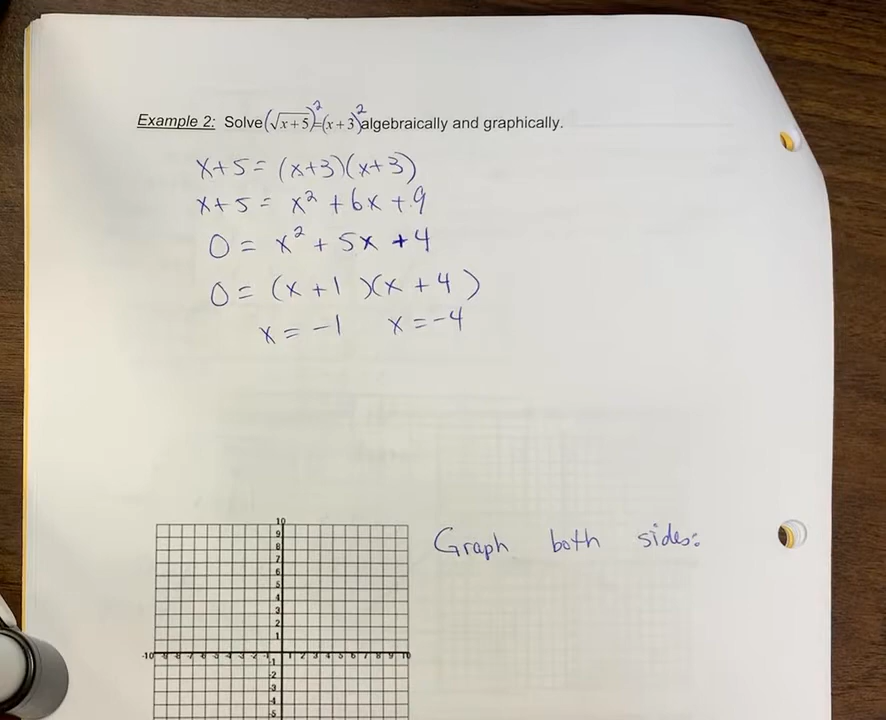 Example 2: Solve (√x+5)²=(x+3)² algebraically and graphically.
x+5 = (x+3)(x+3)
x+5 = x² + 6x + 9
0 = x² + 5x + 4
0 = (x +1 )(x + 4 )
x = -1 x = -4
Graph both sides:
10
9
8
7
6
5
4
3
2
1
-10 -9 -8 -7 -6 -5 -4 -3 -2 -1 1 2 3 4 5 6 7 8 9 10
-1
-2
-3
-4
-5